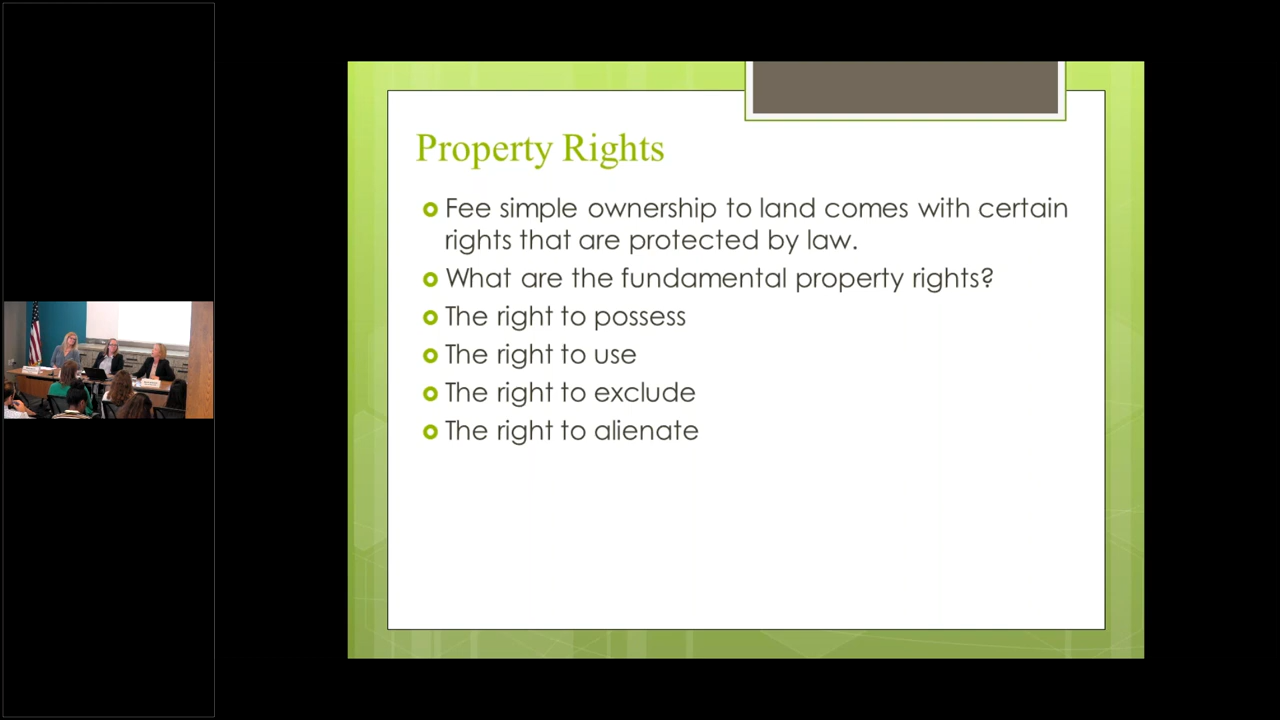 Property Rights
Fee simple ownership to land comes with certain
rights that are protected by law.
What are the fundamental property rights?
The right to possess
The right to use
The right to exclude
The right to alienate